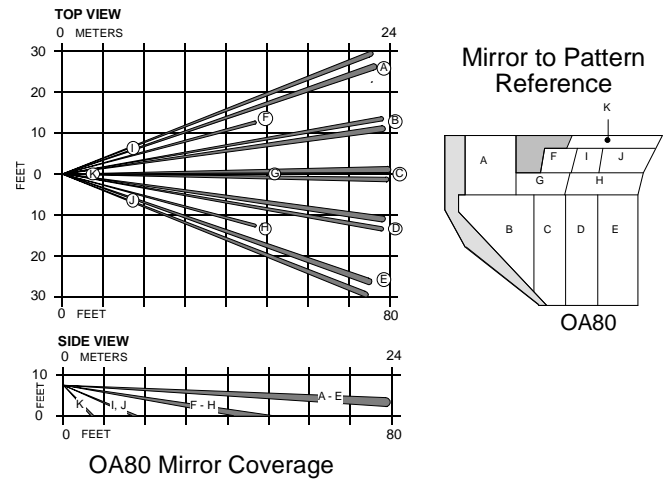 TOP VIEW
0 METERS 24
30
20
10
0
10
20
30
FEET
A
B
C
D
E
F
G
H
I
J
K
0 FEET 80
SIDE VIEW
0 METERS 24
10
0
FEET
K I, J F - H A - E
0 FEET 80
OA80 Mirror Coverage
Mirror to Pattern
Reference
K
A F I J
G H
B C D E
OA80